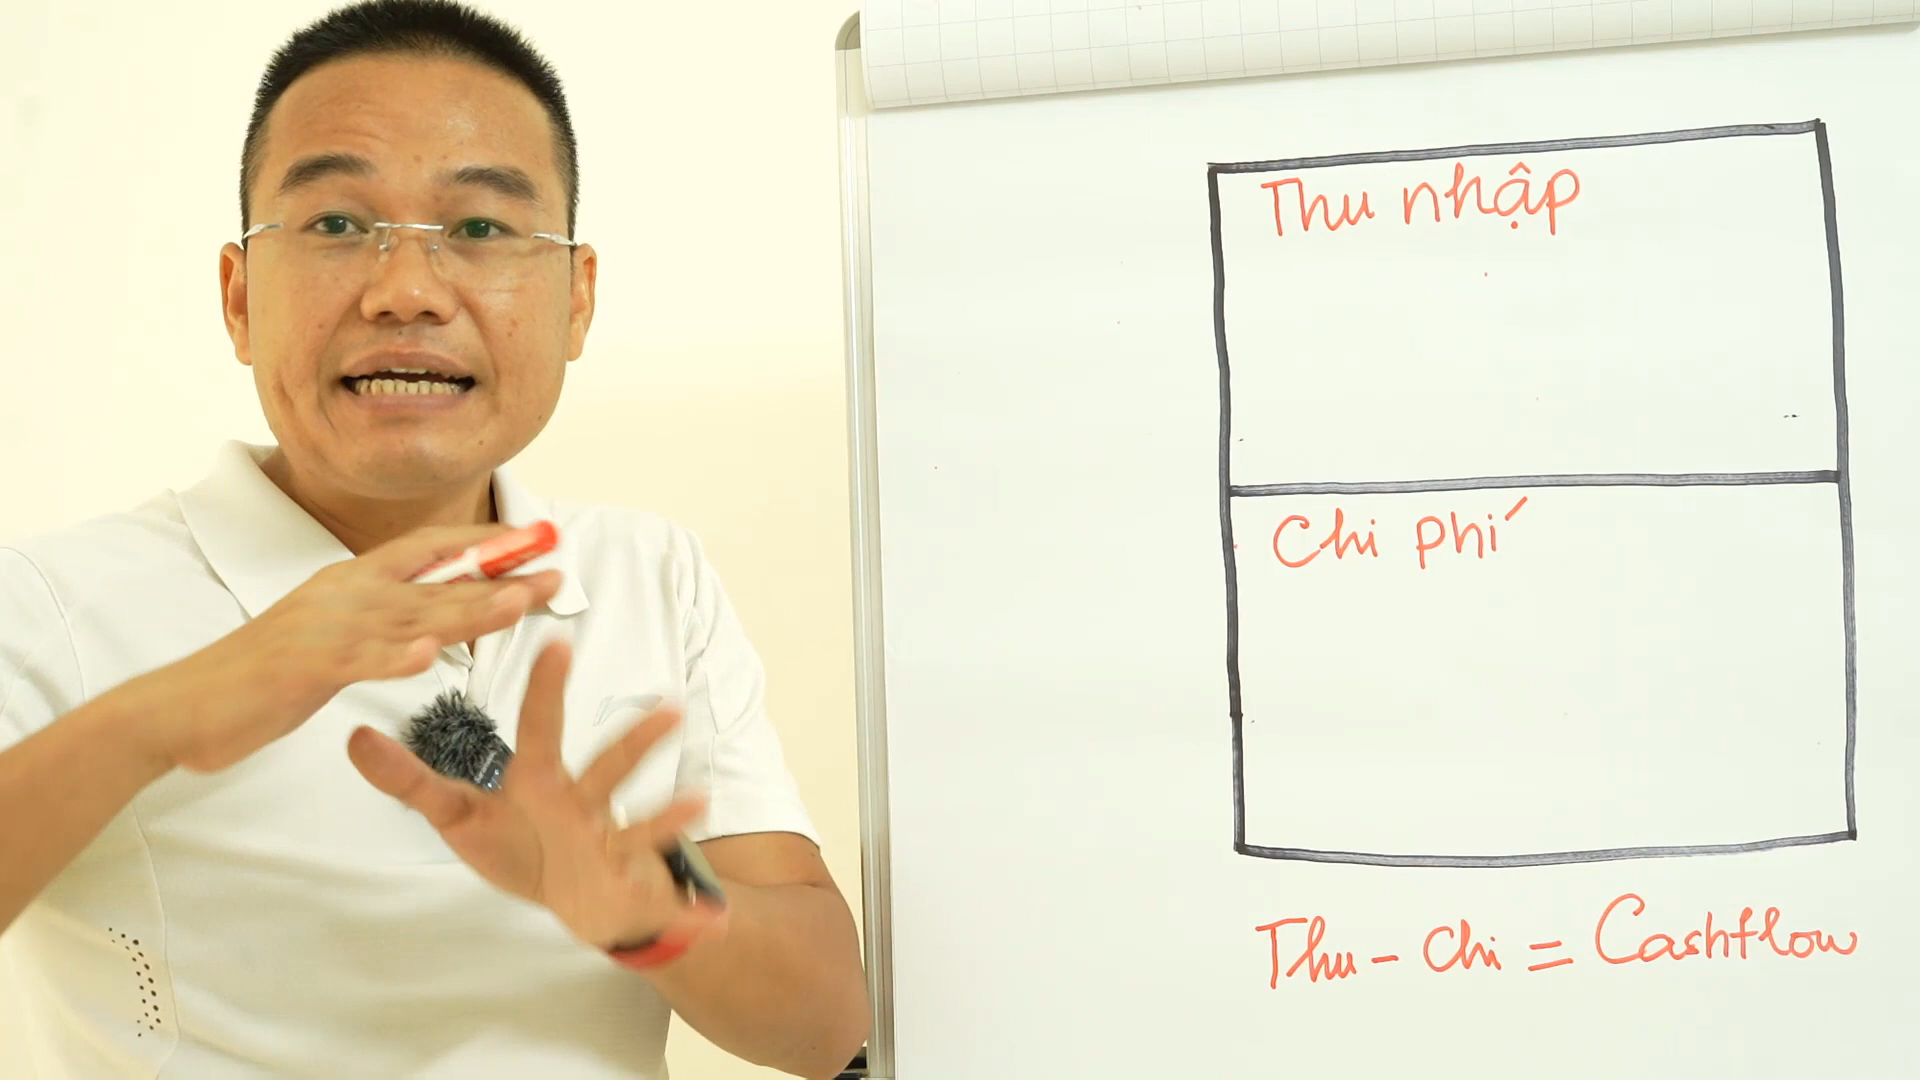 Thu nhập
Chi phí
Thu - Chi = Cashflow